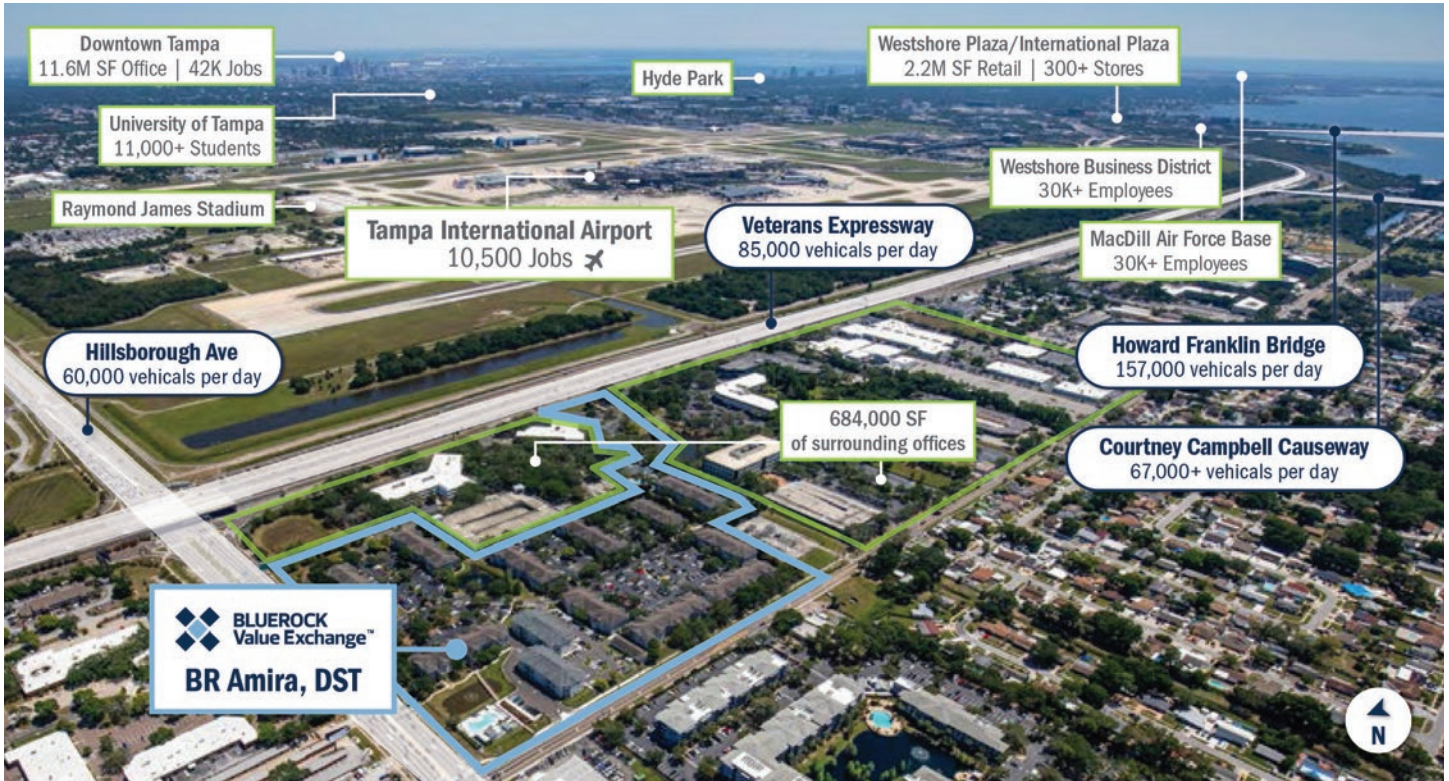 Downtown Tampa
11.6M SF Office | 42K Jobs
Westshore Plaza/International Plaza
2.2M SF Retail | 300+ Stores
Hyde Park
University of Tampa
11,000+ Students
Westshore Business District
30K+ Employees
Raymond James Stadium
Tampa International Airport
10,500 Jobs
Veterans Expressway
85,000 vehicals per day
MacDill Air Force Base
30K+ Employees
Hillsborough Ave
60,000 vehicals per day
Howard Franklin Bridge
157,000 vehicals per day
684,000 SF
of surrounding offices
Courtney Campbell Causeway
67,000+ vehicals per day
BLUEROCK
Value Exchange™
BR Amira, DST
N